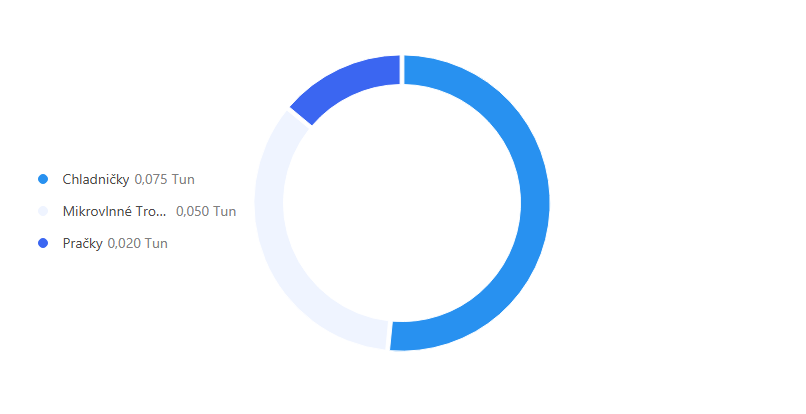 Chladničky 0,075 Tun
Mikrovlnné Tro... 0,050 Tun
Pračky 0,020 Tun